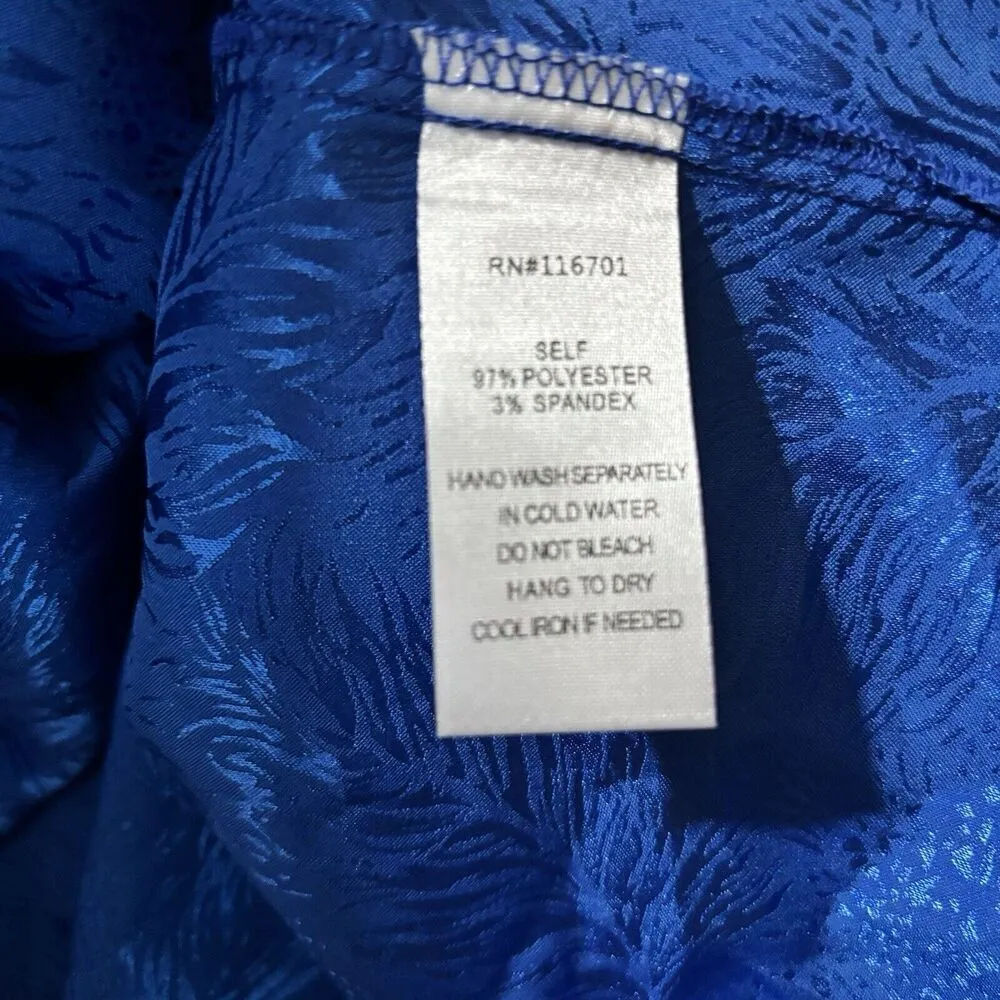 RN#116701
SELF
97% POLYESTER
3% SPANDEX
HAND WASH SEPARATELY
IN COLD WATER
DO NOT BLEACH
HANG TO DRY
COOL IRON IF NEEDED